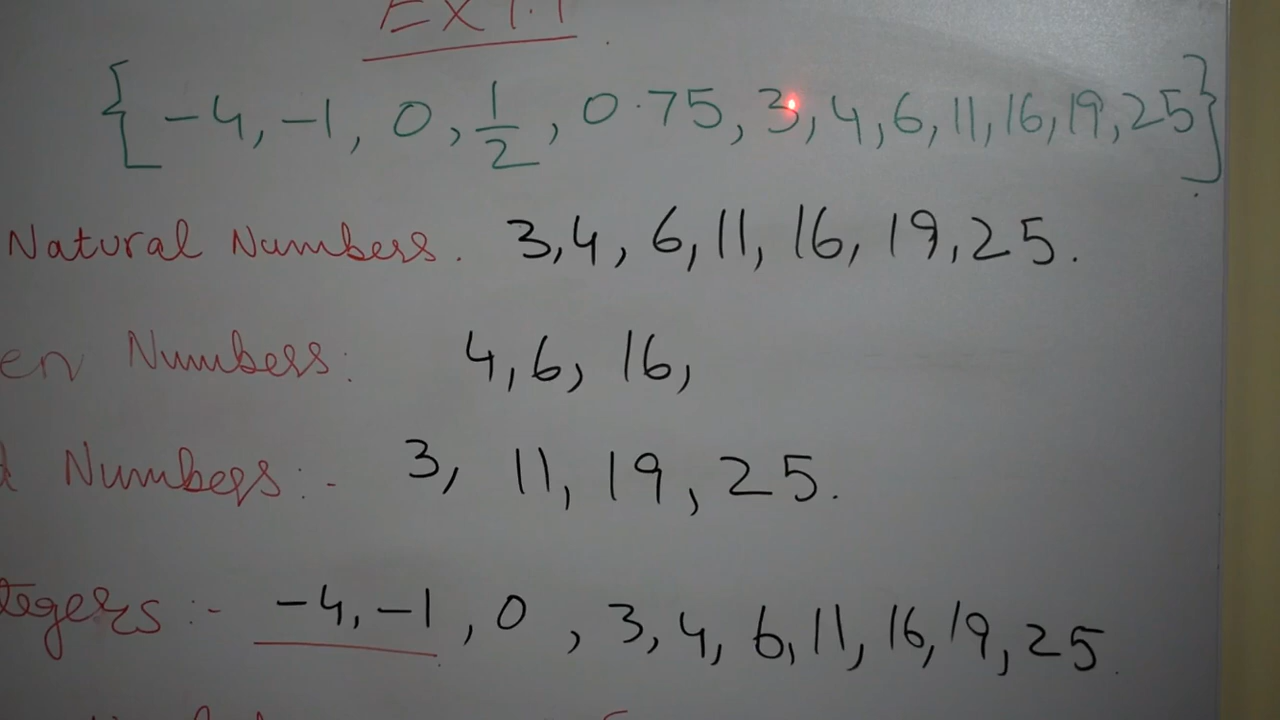 EX 1.1
{ -4, -1, 0, 1/2, 0.75, 3, 4, 6, 11, 16, 19, 25 }
Natural Numbers. 3,4, 6, 11, 16, 19, 25.
en Numbers: 4, 6, 16,
d Numbers:- 3, 11, 19, 25.
tegers:- -4, -1, 0, 3, 4, 6, 11, 16, 19, 25.